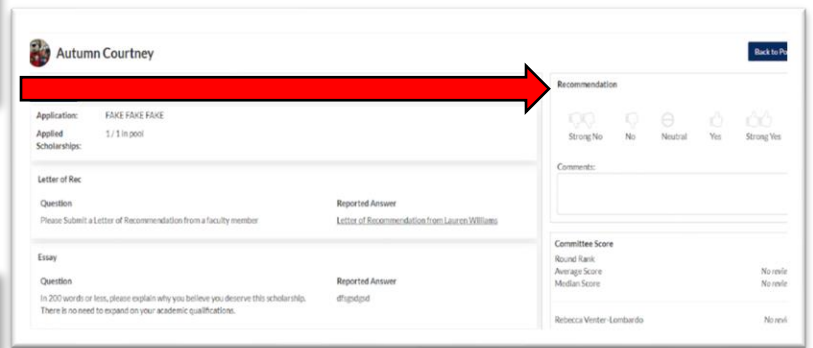 Autumn Courtney
Back to Po
Recommendation
Application: FAKE FAKE FAKE
Applied Scholarships: 1 / 1 in pool
Strong No No Neutral Yes Strong Yes
Comments:
Letter of Rec
Question Reported Answer
Please Submit a Letter of Recommendation from a faculty member Letter of Recommendation from Lauren Williams
Committee Score
Round Rank
Average Score No revie
Median Score No revie
Essay
Question Reported Answer
In 200 words or less, please explain why you believe you deserve this scholarship.
There is no need to expand on your academic qualifications.
Rebecca Venter-Lombardo No revi